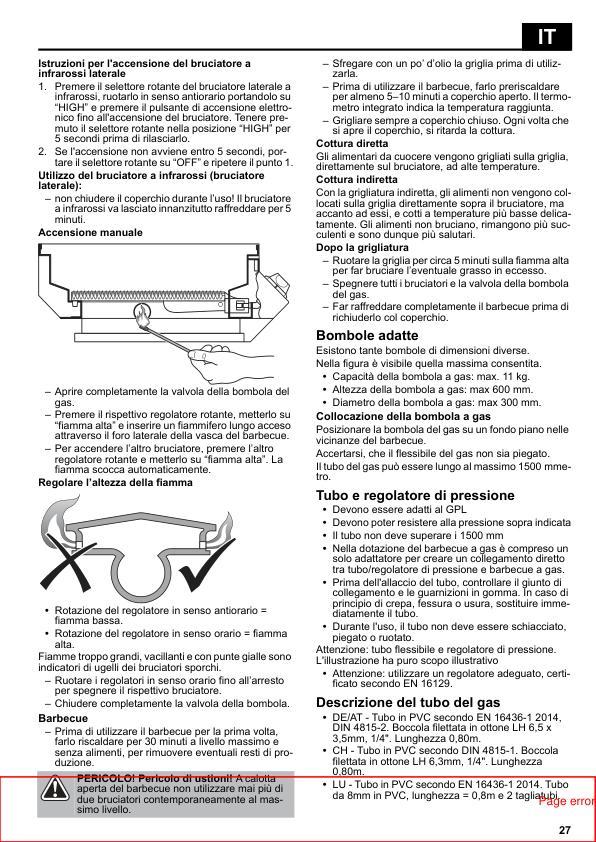 IT
Istruzioni per l'accensione del bruciatore a
infrarossi laterale
1. Premere il selettore rotante del bruciatore laterale a
infrarossi, ruotarlo in senso antiorario portandolo su
“HIGH” e premere il pulsante di accensione elettro-
nico fino all'accensione del bruciatore. Tenere pre-
muto il selettore rotante nella posizione “HIGH” per
5 secondi prima di rilasciarlo.
2. Se l'accensione non avviene entro 5 secondi, por-
tare il selettore rotante su “OFF” e ripetere il punto 1.
Utilizzo del bruciatore a infrarossi (bruciatore
laterale):
– non chiudere il coperchio durante l’uso! Il bruciatore
a infrarossi va lasciato innanzitutto raffreddare per 5
minuti.
Accensione manuale
– Aprire completamente la valvola della bombola del
gas.
– Premere il rispettivo regolatore rotante, metterlo su
“fiamma alta” e inserire un fiammifero lungo acceso
attraverso il foro laterale della vasca del barbecue.
– Per accendere l’altro bruciatore, premere l’altro
regolatore rotante e metterlo su “fiamma alta”. La
fiamma scocca automaticamente.
Regolare l’altezza della fiamma
• Rotazione del regolatore in senso antiorario =
fiamma bassa.
• Rotazione del regolatore in senso orario = fiamma
alta.
Fiamme troppo grandi, vacillanti e con punte gialle sono
indicatori di ugelli dei bruciatori sporchi.
– Ruotare i regolatori in senso orario fino all’arresto
per spegnere il rispettivo bruciatore.
– Chiudere completamente la valvola della bombola.
Barbecue
– Prima di utilizzare il barbecue per la prima volta,
farlo riscaldare per 30 minuti a livello massimo e
senza alimenti, per rimuovere eventuali resti di pro-
duzione.
PERICOLO! Pericolo di ustioni! A calotta
aperta del barbecue non utilizzare mai più di
due bruciatori contemporaneamente al mas-
simo livello.
– Sfregare con un po’ d’olio la griglia prima di utiliz-
zarla.
– Prima di utilizzare il barbecue, farlo preriscaldare
per almeno 5–10 minuti a coperchio aperto. Il termo-
metro integrato indica la temperatura raggiunta.
– Grigliare sempre a coperchio chiuso. Ogni volta che
si apre il coperchio, si ritarda la cottura.
Cottura diretta
Gli alimentari da cuocere vengono grigliati sulla griglia,
direttamente sul bruciatore, ad alte temperature.
Cottura indiretta
Con la grigliatura indiretta, gli alimenti non vengono col-
locati sulla griglia direttamente sopra il bruciatore, ma
accanto ad essi, e cotti a temperature più basse delica-
tamente. Gli alimenti non bruciano, rimangono più suc-
culenti e sono dunque più salutari.
Dopo la grigliatura
– Ruotare la griglia per circa 5 minuti sulla fiamma alta
per far bruciare l’eventuale grasso in eccesso.
– Spegnere tutti i bruciatori e la valvola della bombola
del gas.
– Far raffreddare completamente il barbecue prima di
richiuderlo col coperchio.
Bombole adatte
Esistono tante bombole di dimensioni diverse.
Nella figura è visibile quella massima consentita.
• Capacità della bombola a gas: max. 11 kg.
• Altezza della bombola a gas: max 600 mm.
• Diametro della bombola a gas: max 300 mm.
Collocazione della bombola a gas
Posizionare la bombola del gas su un fondo piano nelle
vicinanze del barbecue.
Accertarsi, che il flessibile del gas non sia piegato.
Il tubo del gas può essere lungo al massimo 1500 mme-
tro.
Tubo e regolatore di pressione
• Devono essere adatti al GPL
• Devono poter resistere alla pressione sopra indicata
• Il tubo non deve superare i 1500 mm
• Nella dotazione del barbecue a gas è compreso un
solo adattatore per creare un collegamento diretto
tra tubo/regolatore di pressione e barbecue a gas.
• Prima dell'allaccio del tubo, controllare il giunto di
collegamento e le guarnizioni in gomma. In caso di
principio di crepa, fessura o usura, sostituire imme-
diatamente il tubo.
• Durante l'uso, il tubo non deve essere schiacciato,
piegato o ruotato.
Attenzione: tubo flessibile e regolatore di pressione.
L'illustrazione ha puro scopo illustrativo
• Attenzione: utilizzare un regolatore adeguato, certi-
ficato secondo EN 16129.
Descrizione del tubo del gas
• DE/AT - Tubo in PVC secondo EN 16436-1 2014,
DIN 4815-2. Boccola filettata in ottone LH 6,5 x
3,5mm, 1/4". Lunghezza 0,80m.
• CH - Tubo in PVC secondo DIN 4815-1. Boccola
filettata in ottone LH 6,3mm, 1/4". Lunghezza
0,80m.
• LU - Tubo in PVC secondo EN 16436-1 2014. Tubo
da 8mm in PVC, lunghezza = 0,8m e 2 tagliatubi.
Page error
27